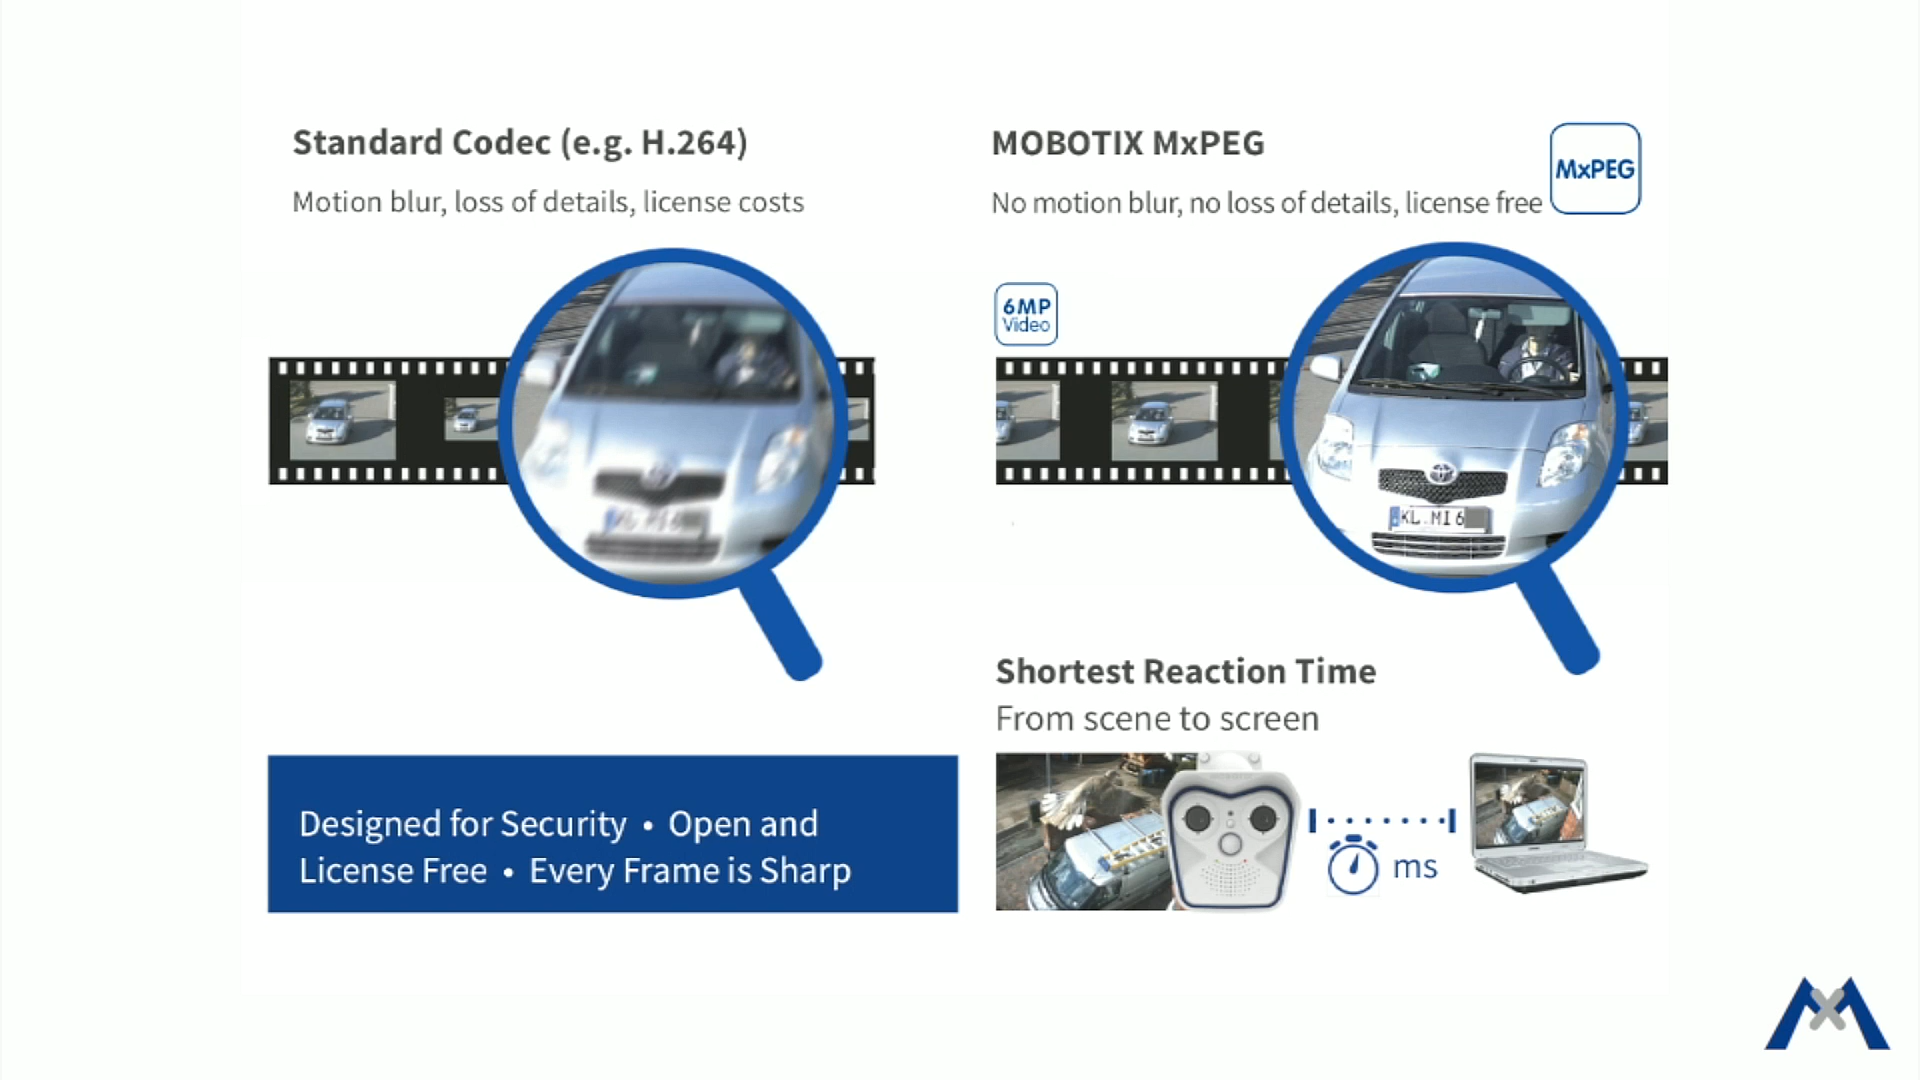 Standard Codec (e.g. H.264)
Motion blur, loss of details, license costs
MOBOTIX MxPEG
No motion blur, no loss of details, license free
MxPEG
6MP
Video
KL MI 6
Shortest Reaction Time
From scene to screen
Designed for Security • Open and
License Free • Every Frame is Sharp
ms